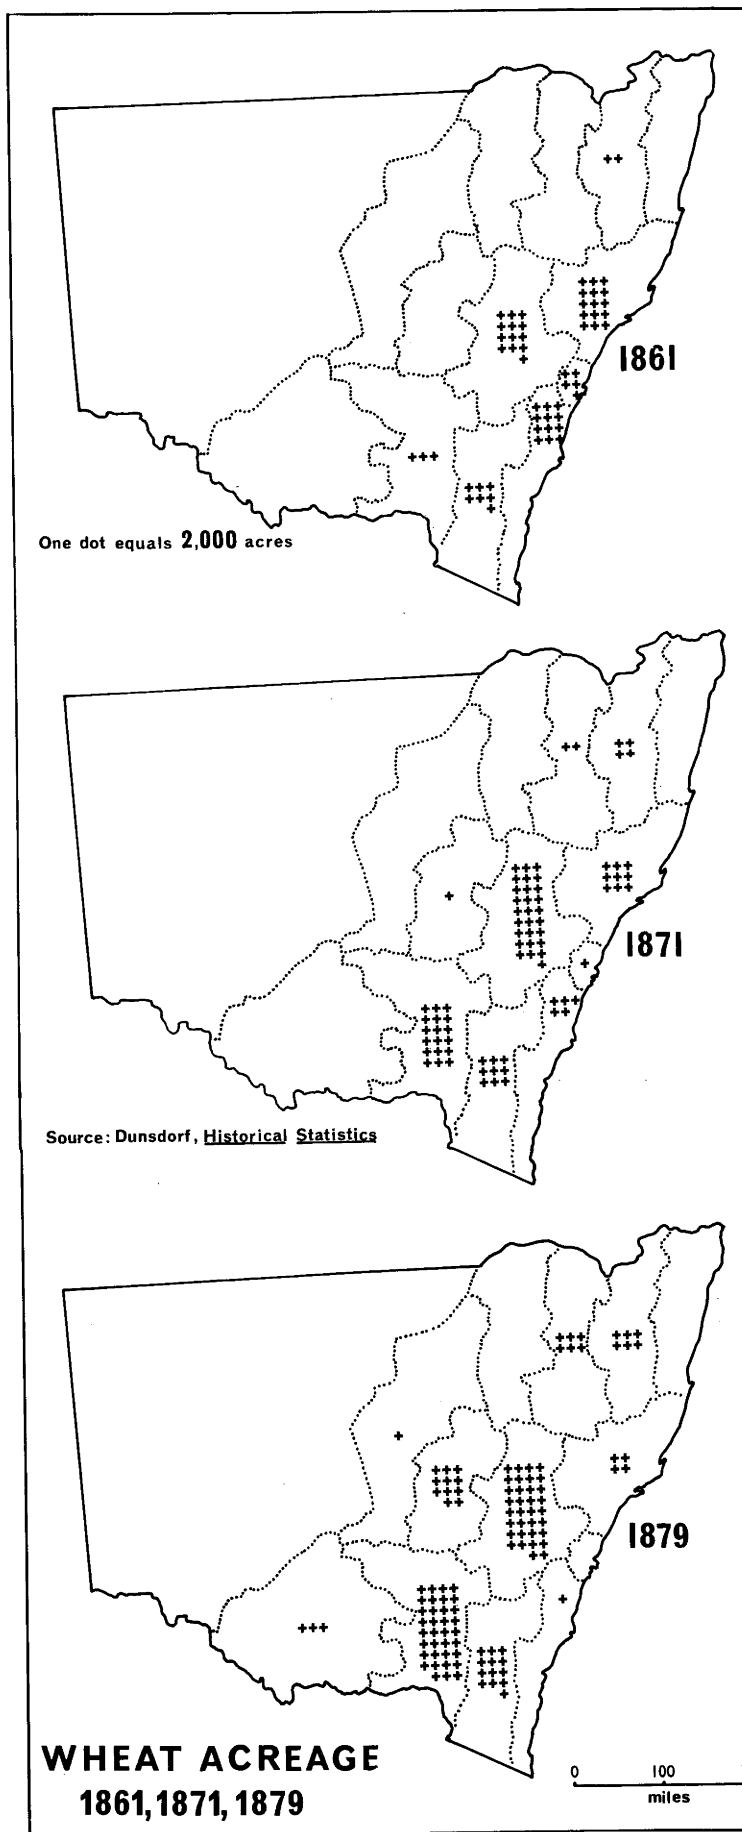 1861
One dot equals 2,000 acres
1871
Source: Dunsdorf, Historical Statistics
1879
WHEAT ACREAGE
1861, 1871, 1879
0 100
miles